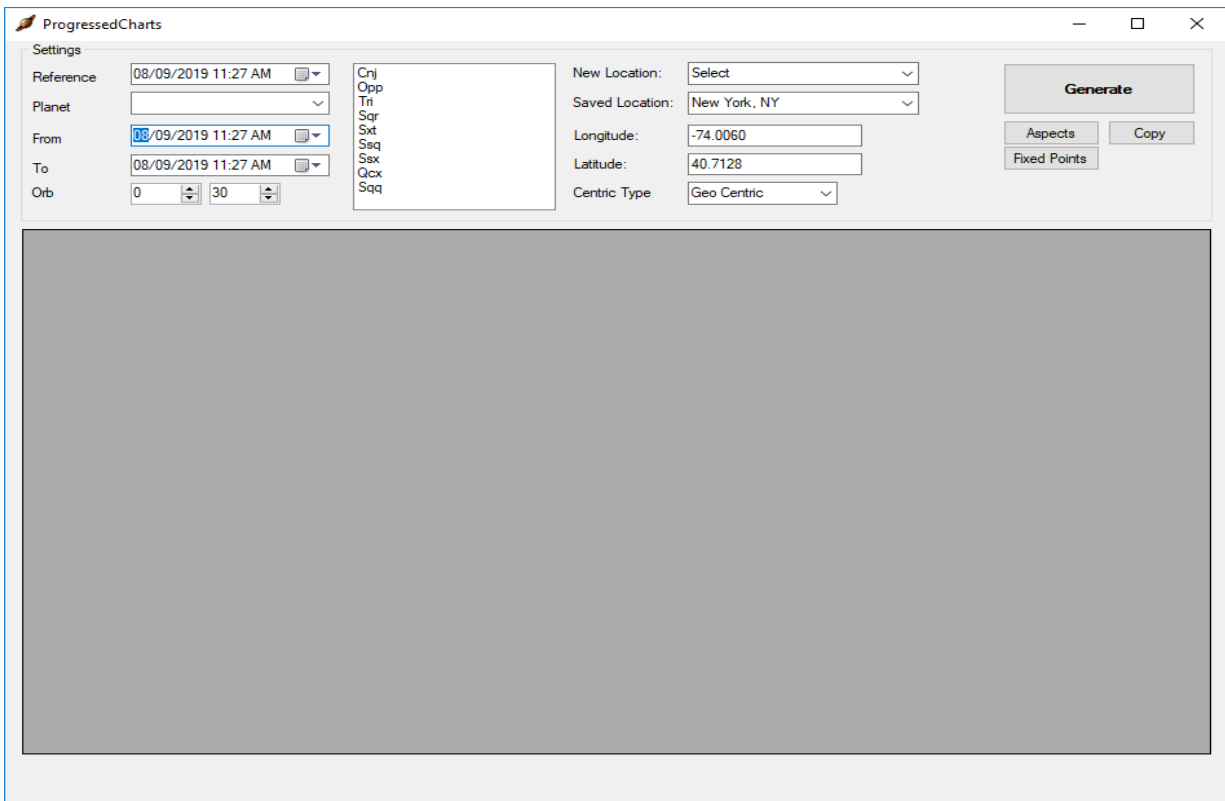 ProgressedCharts
Settings
Reference 08/09/2019 11:27 AM
Planet
From 08/09/2019 11:27 AM
To 08/09/2019 11:27 AM
Orb 0 30
Cnj
Opp
Tri
Sqr
Sxt
Ssq
Ssx
Qcx
Sqq
New Location: Select
Saved Location: New York, NY
Longitude: -74.0060
Latitude: 40.7128
Centric Type Geo Centric
Generate
Aspects Copy
Fixed Points